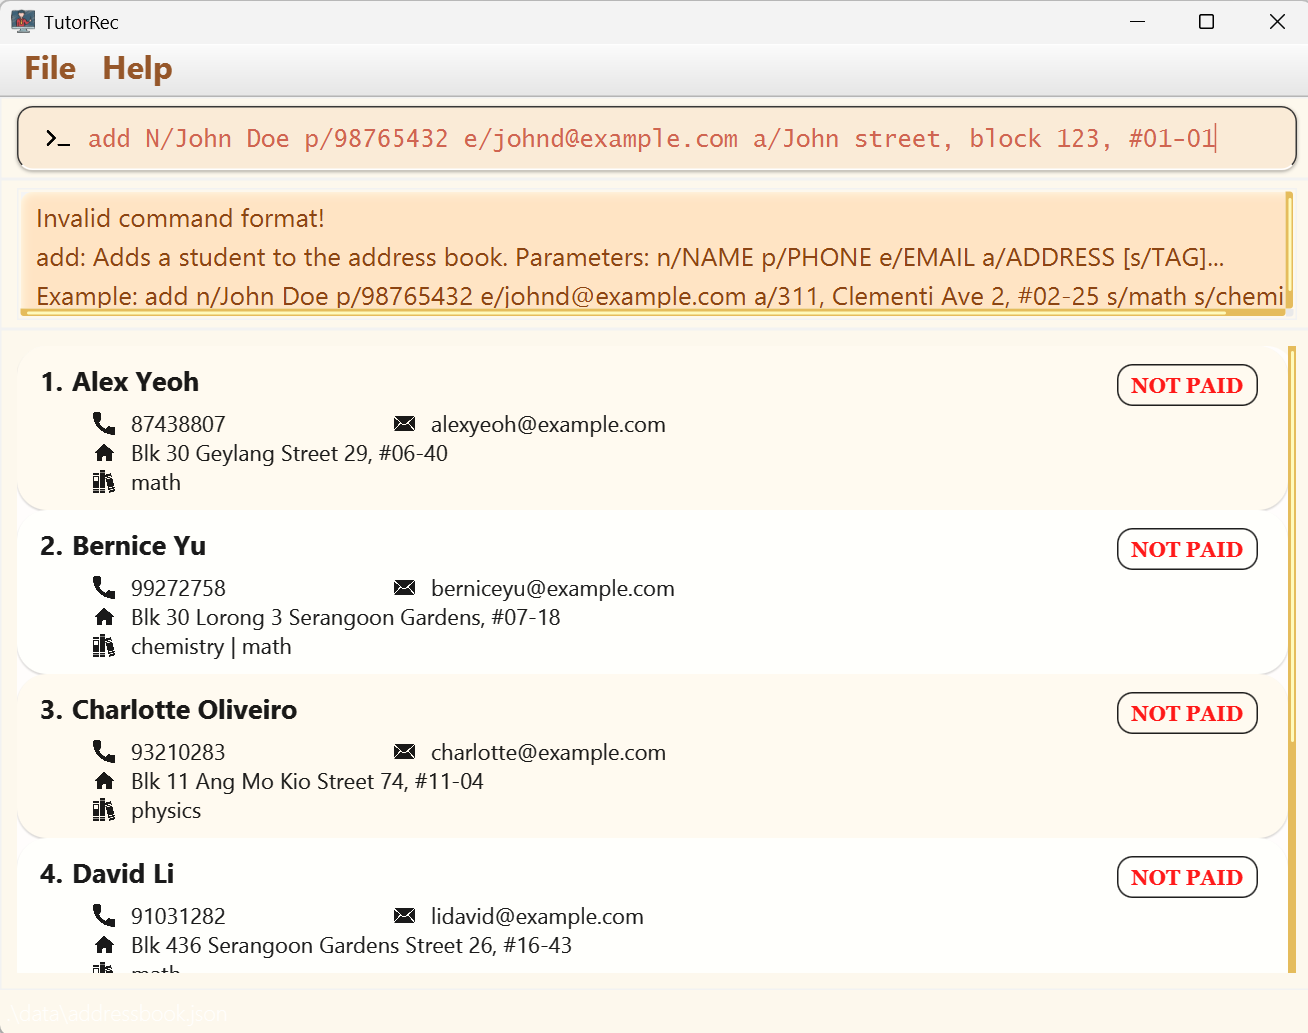 TutorRec
File Help
>_ add N/John Doe p/98765432 e/johnd@example.com a/John street, block 123, #01-01
Invalid command format!
add: Adds a student to the address book. Parameters: n/NAME p/PHONE e/EMAIL a/ADDRESS [s/TAG]...
Example: add n/John Doe p/98765432 e/johnd@example.com a/311, Clementi Ave 2, #02-25 s/math s/chemi
1. Alex Yeoh NOT PAID
87438807 alexyeoh@example.com
Blk 30 Geylang Street 29, #06-40
math
2. Bernice Yu NOT PAID
99272758 berniceyu@example.com
Blk 30 Lorong 3 Serangoon Gardens, #07-18
chemistry | math
3. Charlotte Oliveiro NOT PAID
93210283 charlotte@example.com
Blk 11 Ang Mo Kio Street 74, #11-04
physics
4. David Li NOT PAID
91031282 lidavid@example.com
Blk 436 Serangoon Gardens Street 26, #16-43
math
\data\addressbook.json